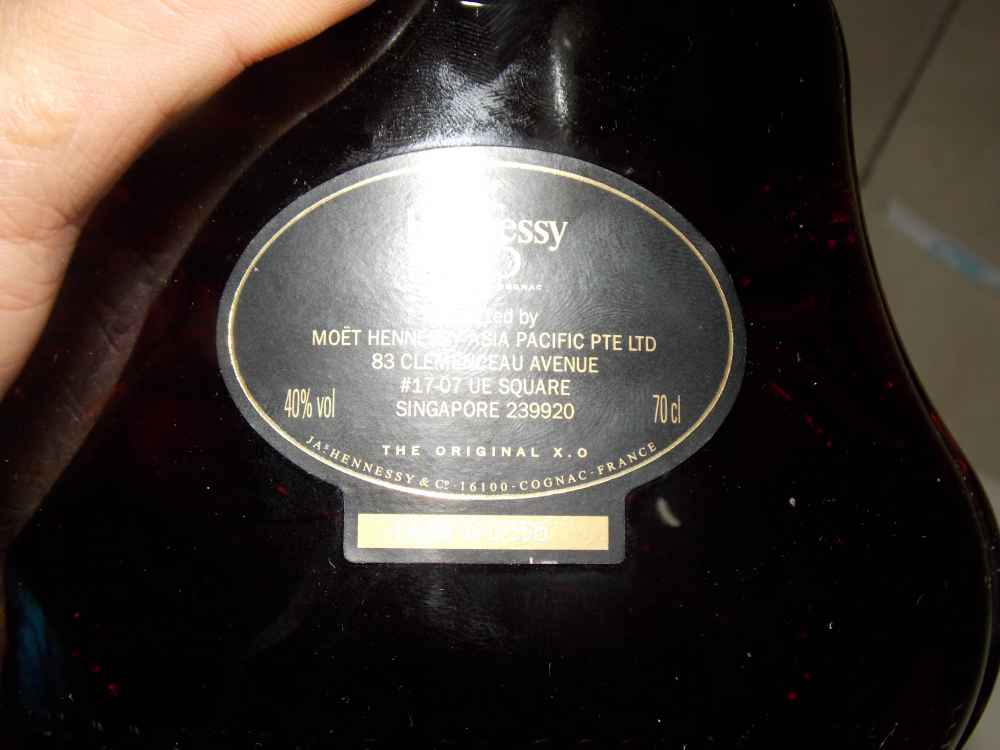 Hennessy
COGNAC
by
MOËT HENNESSY ASIA PACIFIC PTE LTD
83 CLEMENCEAU AVENUE
#17-07 UE SQUARE
SINGAPORE 239920
40% vol
70 cl
THE ORIGINAL X.O
JAS HENNESSY & Cº - 16100 - COGNAC - FRANCE